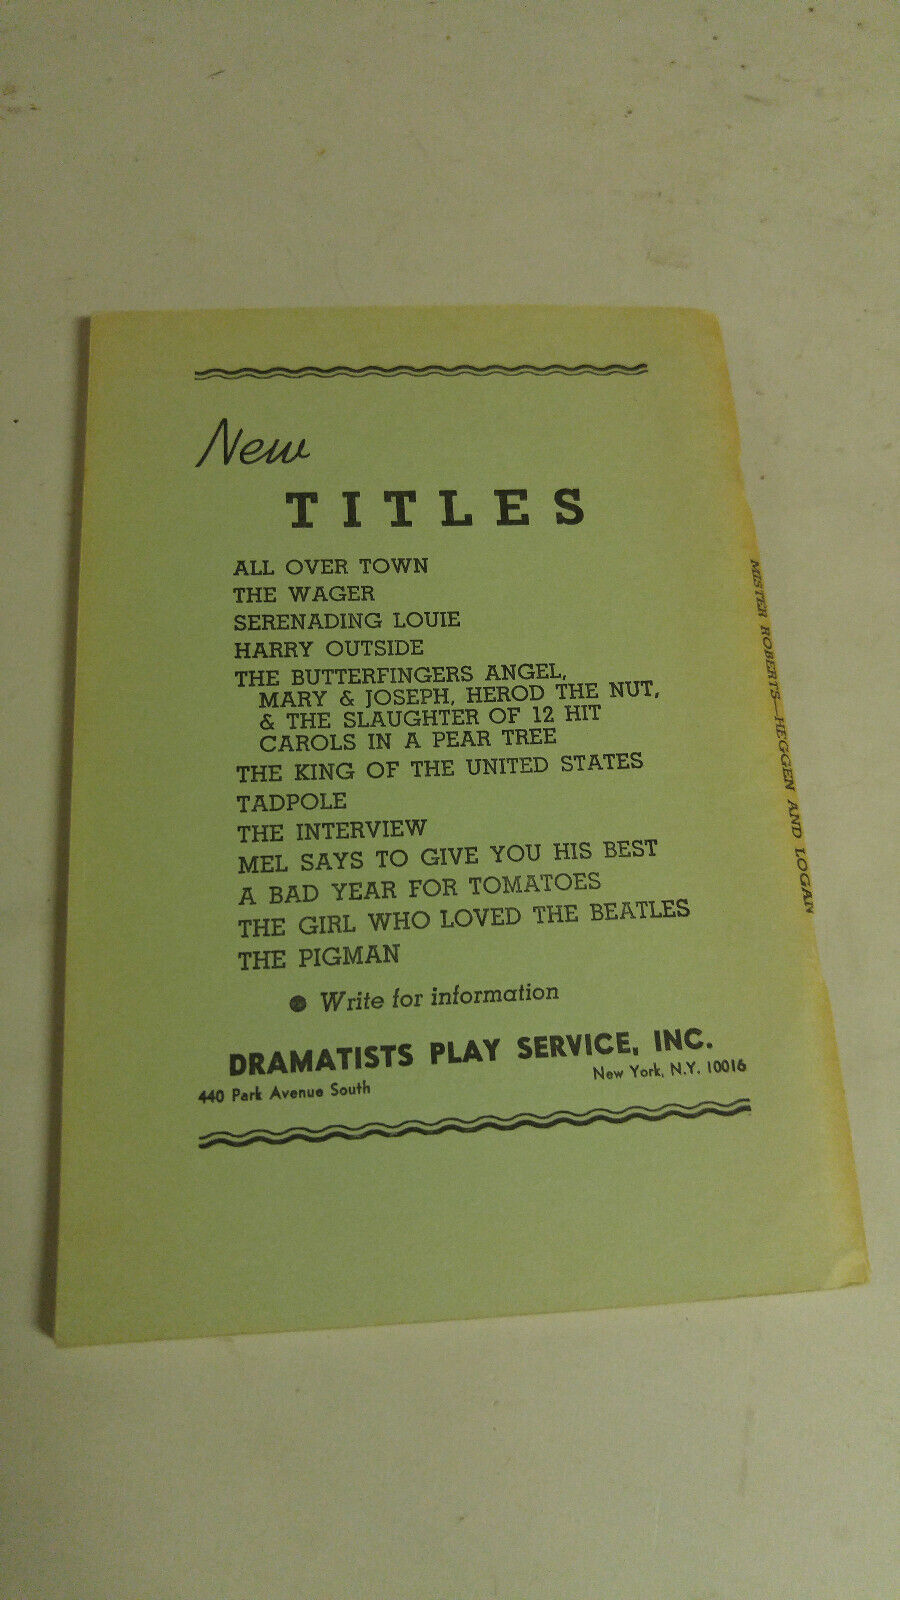 New
TITLES
ALL OVER TOWN
THE WAGER
SERENADING LOUIE
HARRY OUTSIDE
THE BUTTERFINGERS ANGEL,
MARY & JOSEPH, HEROD THE NUT,
& THE SLAUGHTER OF 12 HIT
CAROLS IN A PEAR TREE
THE KING OF THE UNITED STATES
TADPOLE
THE INTERVIEW
MEL SAYS TO GIVE YOU HIS BEST
A BAD YEAR FOR TOMATOES
THE GIRL WHO LOVED THE BEATLES
THE PIGMAN
● Write for information
DRAMATISTS PLAY SERVICE, INC.
440 Park Avenue South New York, N.Y. 10016
MISTER ROBERTS—HEGGEN AND LOGAN